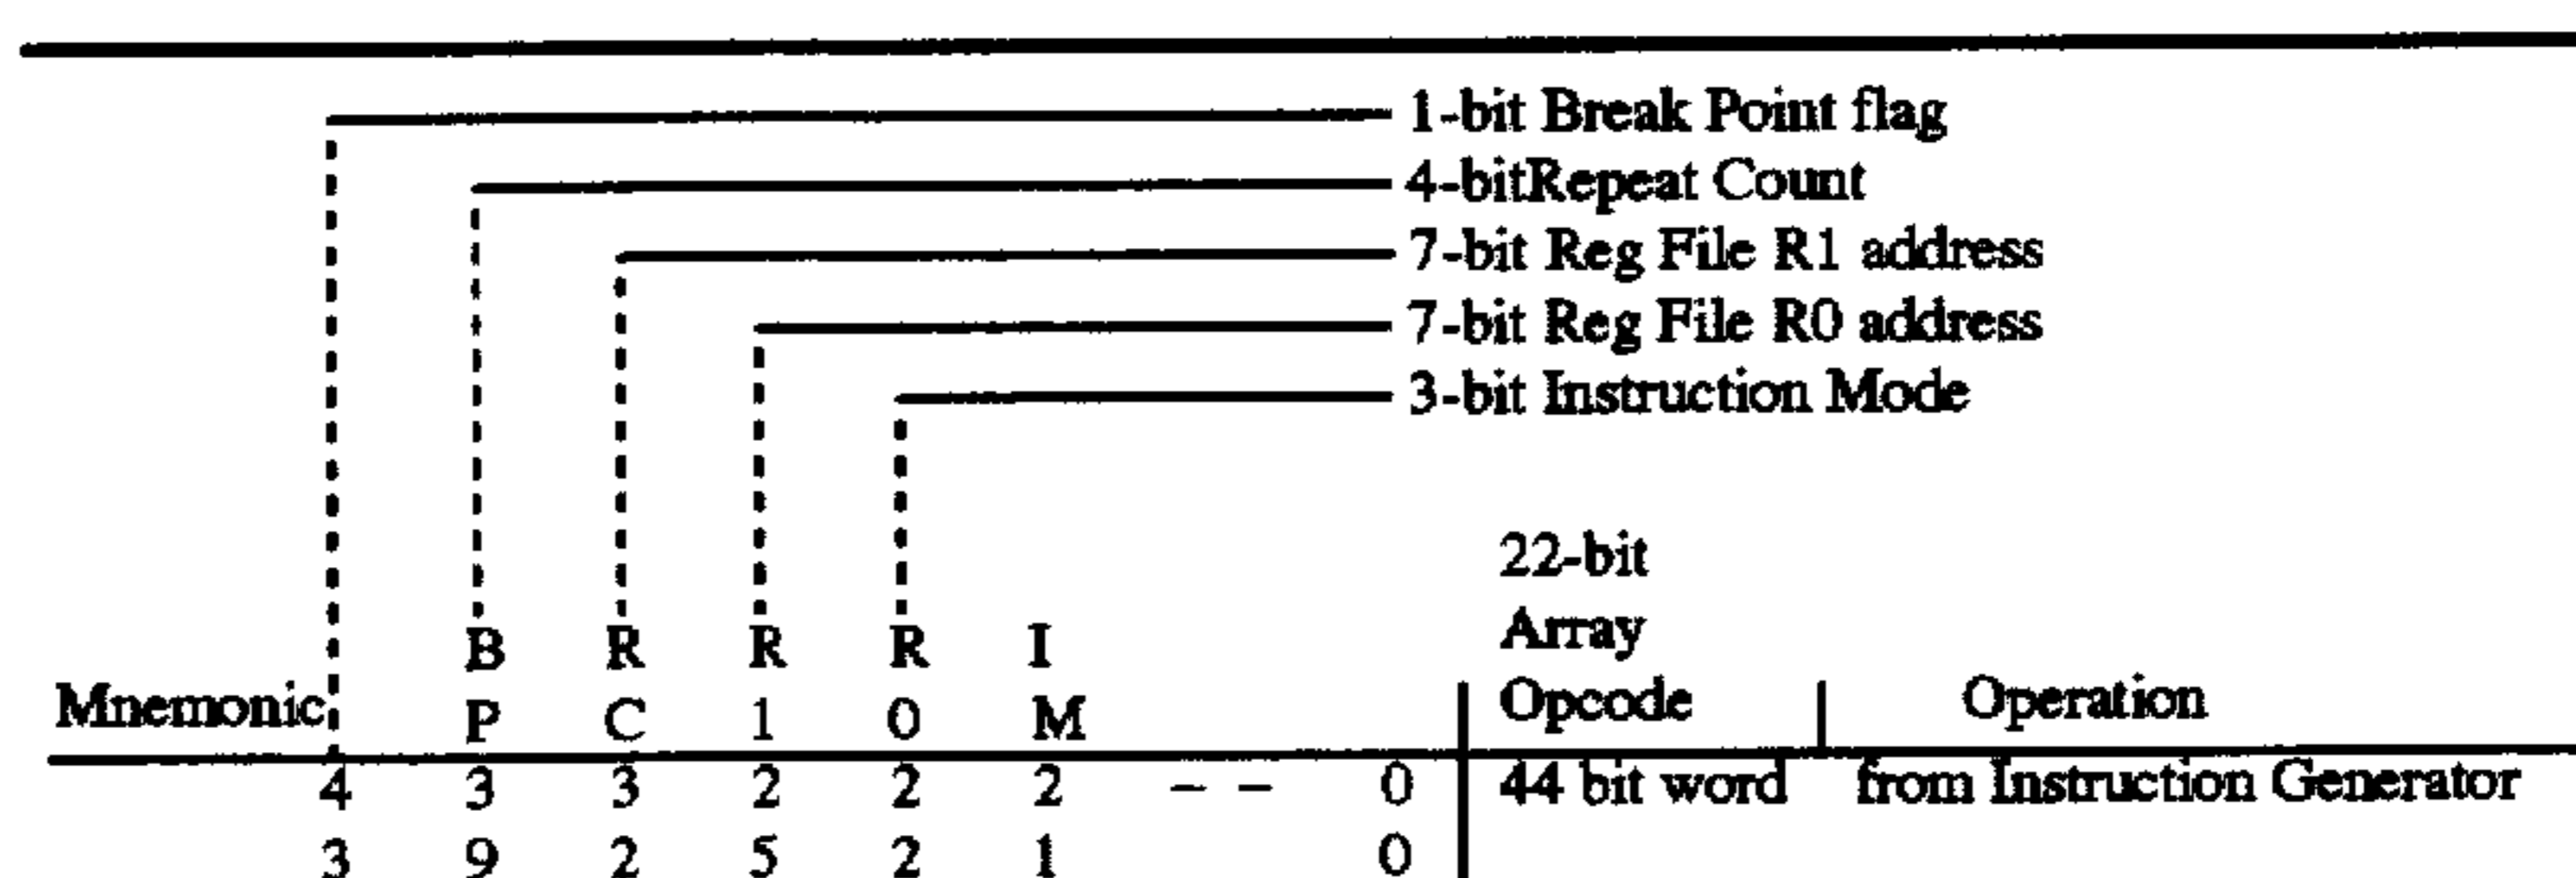 1-bit Break Point flag
4-bitRepeat Count
7-bit Reg File R1 address
7-bit Reg File R0 address
3-bit Instruction Mode
22-bit
Array
B R R R I
Mnemonic P C 1 0 M Opcode Operation
4 3 3 2 2 2 – – 0 44 bit word from Instruction Generator
3 9 2 5 2 1 0